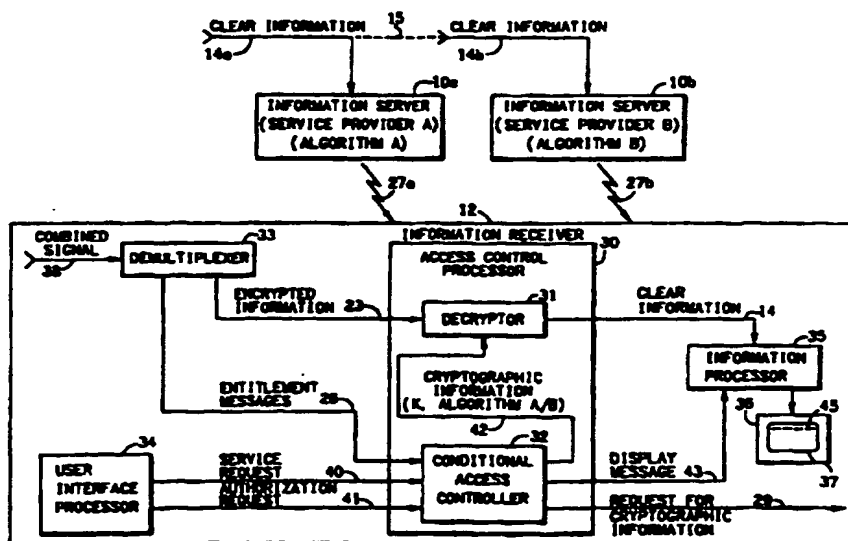 CLEAR INFORMATION
15
CLEAR INFORMATION
14a
14b
10a
10b
INFORMATION SERVER
(SERVICE PROVIDER A)
(ALGORITHM A)
INFORMATION SERVER
(SERVICE PROVIDER B)
(ALGORITHM B)
27a
27b
12
COMBINED
SIGNAL
38
33
DEMULTIPLEXER
INFORMATION RECEIVER
30
ACCESS CONTROL
PROCESSOR
ENCRYPTED
INFORMATION
23
31
DECRYPTOR
CLEAR
INFORMATION
14
35
INFORMATION
PROCESSOR
CRYPTOGRAPHIC
INFORMATION
(K, ALGORITHM A/B)
42
ENTITLEMENT
MESSAGES
36
45
37
34
USER
INTERFACE
PROCESSOR
SERVICE
REQUEST
40
AUTHORIZATION
REQUEST
41
32
CONDITIONAL
ACCESS
CONTROLLER
DISPLAY
MESSAGE
43
REQUEST FOR
CRYPTOGRAPHIC
INFORMATION
29